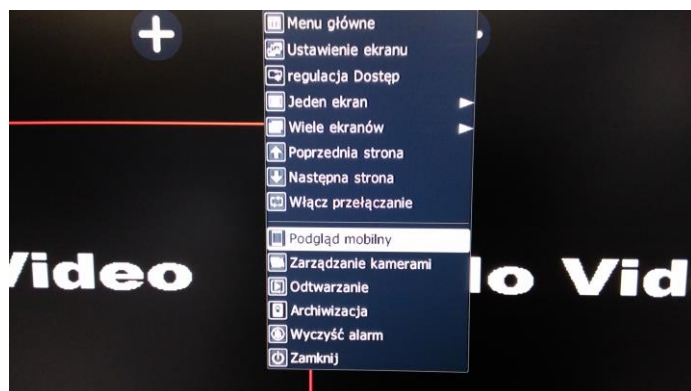 Menu główne
Ustawienie ekranu
regulacja Dostęp
Jeden ekran
Wiele ekranów
Poprzednia strona
Następna strona
Włącz przełączanie
Podgląd mobilny
Zarządzanie kamerami
Odtwarzanie
Archiwizacja
Wyczyść alarm
Zamknij
Video
o Vid